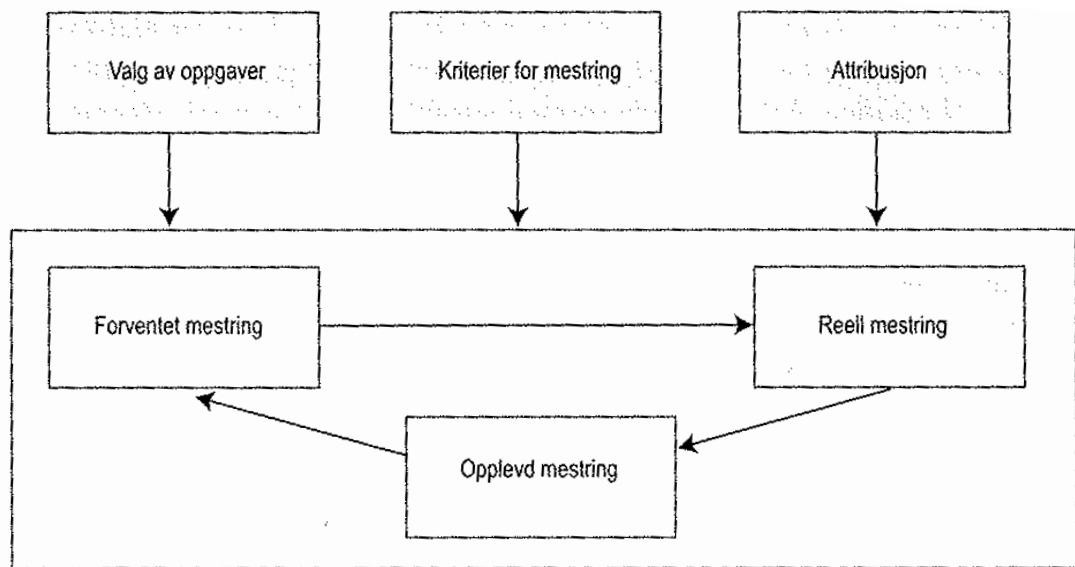 Valg av oppgaver
Kriterier for mestring
Attribusjon
Forventet mestring
Reell mestring
Opplevd mestring